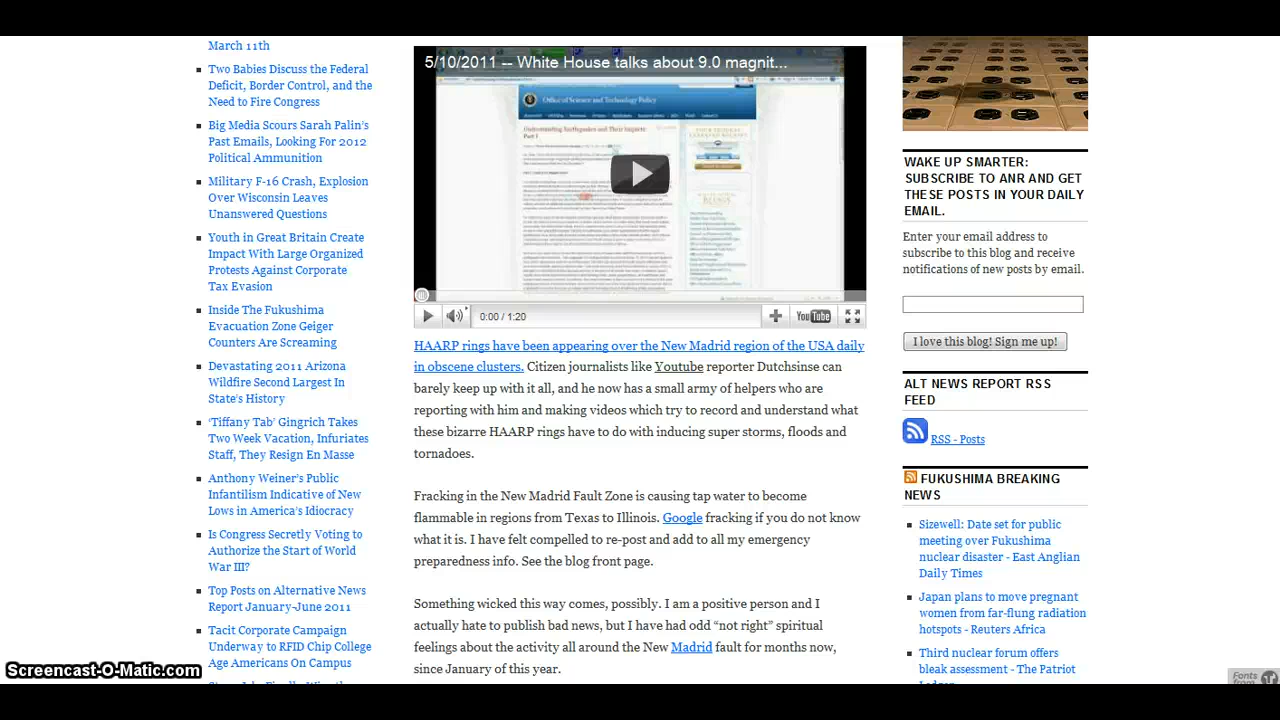 March 11th
Two Babies Discuss the Federal
Deficit, Border Control, and the
Need to Fire Congress
Big Media Scours Sarah Palin's
Past Emails, Looking For 2012
Political Ammunition
Military F-16 Crash, Explosion
Over Wisconsin Leaves
Unanswered Questions
Youth in Great Britain Create
Impact With Large Organized
Protests Against Corporate
Tax Evasion
Inside The Fukushima
Evacuation Zone Geiger
Counters Are Screaming
Devastating 2011 Arizona
Wildfire Second Largest In
State's History
'Tiffany Tab' Gingrich Takes
Two Week Vacation, Infuriates
Staff, They Resign En Masse
Anthony Weiner's Public
Infantilism Indicative of New
Lows in America's Idiocracy
Is Congress Secretly Voting to
Authorize the Start of World
War III?
Top Posts on Alternative News
Report January-June 2011
Tacit Corporate Campaign
Underway to RFID Chip College
Age Americans On Campus
Screencast-O-Matic.com
5/10/2011 -- White House talks about 9.0 magnit...
Office of Science and Technology Policy
Understanding Earthquakes and Their Impacts:
Part I
0:00 / 1:20
YouTube
HAARP rings have been appearing over the New Madrid region of the USA daily
in obscene clusters. Citizen journalists like Youtube reporter Dutchsinse can
barely keep up with it all, and he now has a small army of helpers who are
reporting with him and making videos which try to record and understand what
these bizarre HAARP rings have to do with inducing super storms, floods and
tornadoes.
Fracking in the New Madrid Fault Zone is causing tap water to become
flammable in regions from Texas to Illinois. Google fracking if you do not know
what it is. I have felt compelled to re-post and add to all my emergency
preparedness info. See the blog front page.
Something wicked this way comes, possibly. I am a positive person and I
actually hate to publish bad news, but I have had odd "not right" spiritual
feelings about the activity all around the New Madrid fault for months now,
since January of this year.
WAKE UP SMARTER:
SUBSCRIBE TO ANR AND GET
THESE POSTS IN YOUR DAILY
EMAIL.
Enter your email address to
subscribe to this blog and receive
notifications of new posts by email.
I love this blog! Sign me up!
ALT NEWS REPORT RSS
FEED
RSS - Posts
FUKUSHIMA BREAKING
NEWS
Sizewell: Date set for public
meeting over Fukushima
nuclear disaster - East Anglian
Daily Times
Japan plans to move pregnant
women from far-flung radiation
hotspots - Reuters Africa
Third nuclear forum offers
bleak assessment - The Patriot
Fonts
from